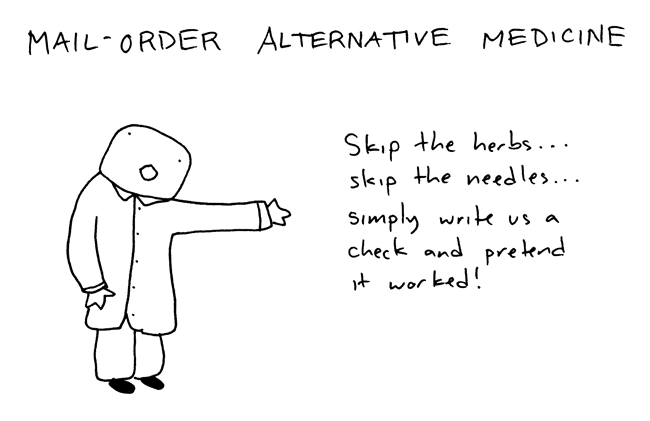 MAIL-ORDER ALTERNATIVE MEDICINE
Skip the herbs...
skip the needles...
simply write us a
check and pretend
it worked!